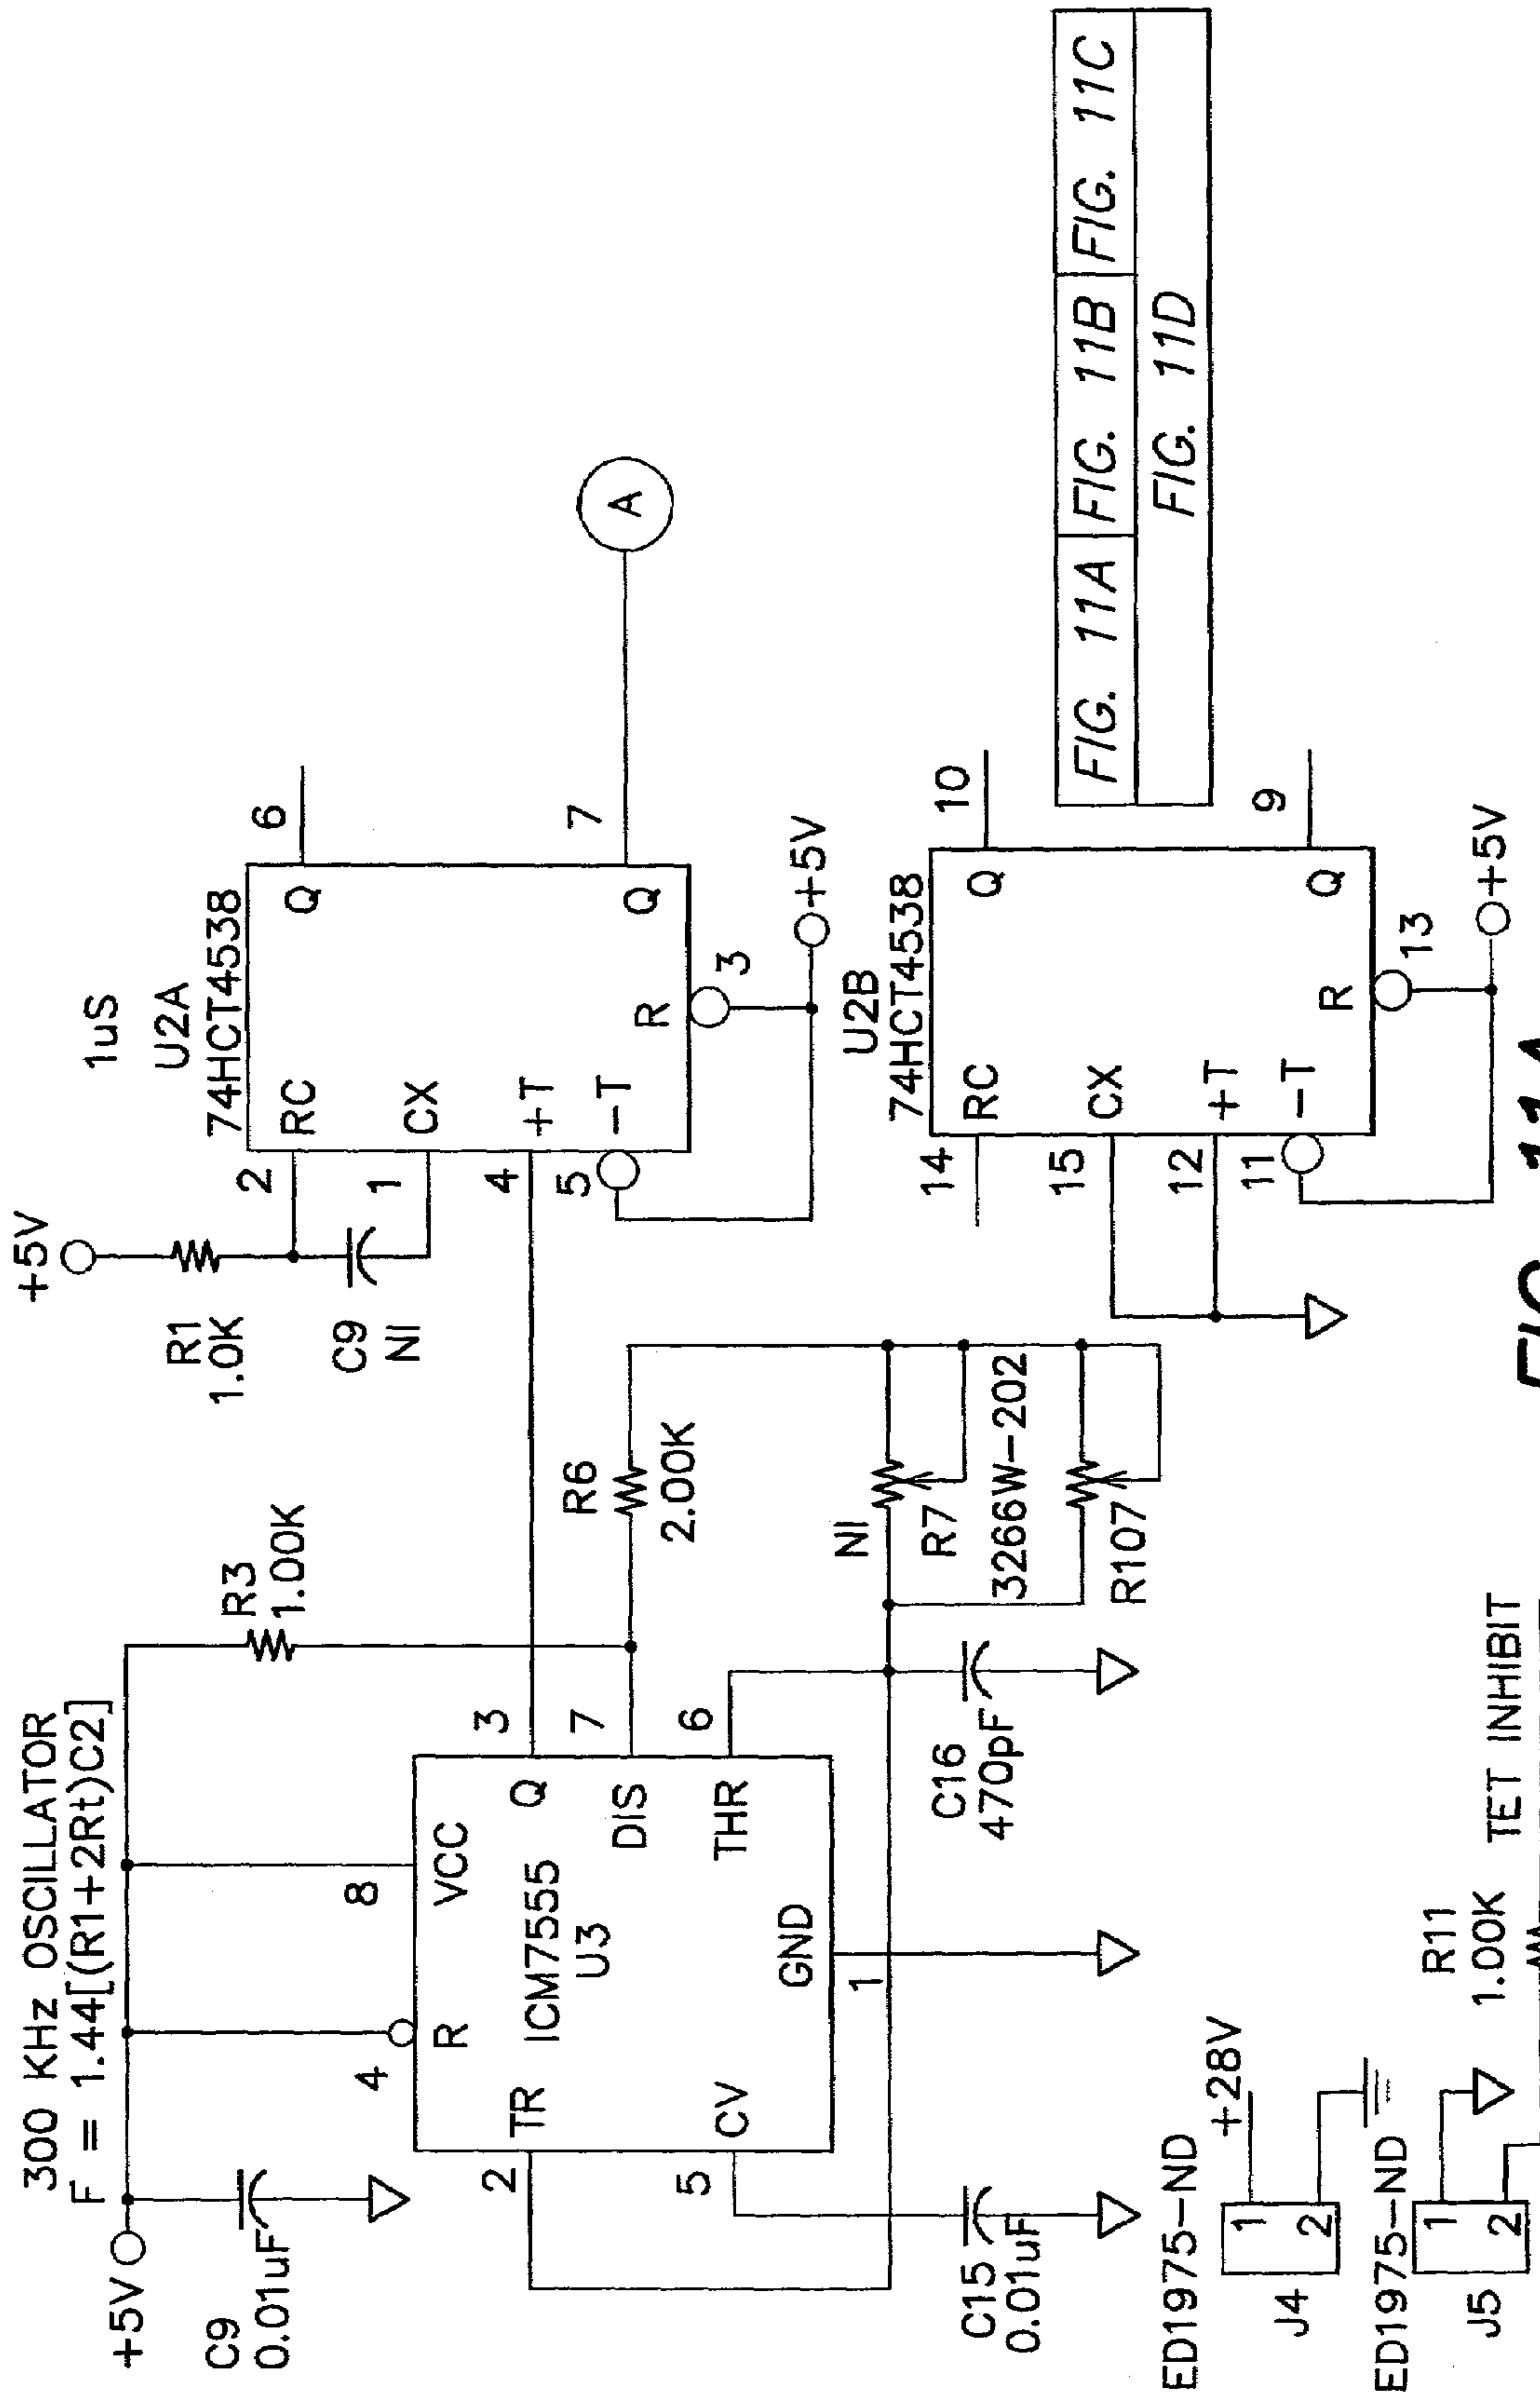 300 KHz OSCILLATOR
F = 1.44[(R1+2Rt)C2]
+5V
C9
0.01uF
R3
1.00K
8
4
VCC
R
TR
ICM7555
U3
Q
DIS
THR
CV
GND
2
5
3
7
6
1
R6
2.00K
NI
R7
3266W-202
R107
C16
470pF
C15
0.01uF
+5V
R1
1.0K
C9
NI
1uS
U2A
74HCT4538
2
1
4
5
RC
CX
+T
-T
Q
Q
R
6
7
3
+5V
A
U2B
74HCT4538
14
15
12
11
RC
CX
+T
-T
Q
Q
R
10
9
13
+5V
FIG. 11A FIG. 11B FIG. 11C
FIG. 11D
ED1975-ND
+28V
1
2
J4
ED1975-ND
1
2
J5
R11
1.00K
TET INHIBIT
FIG. 11A